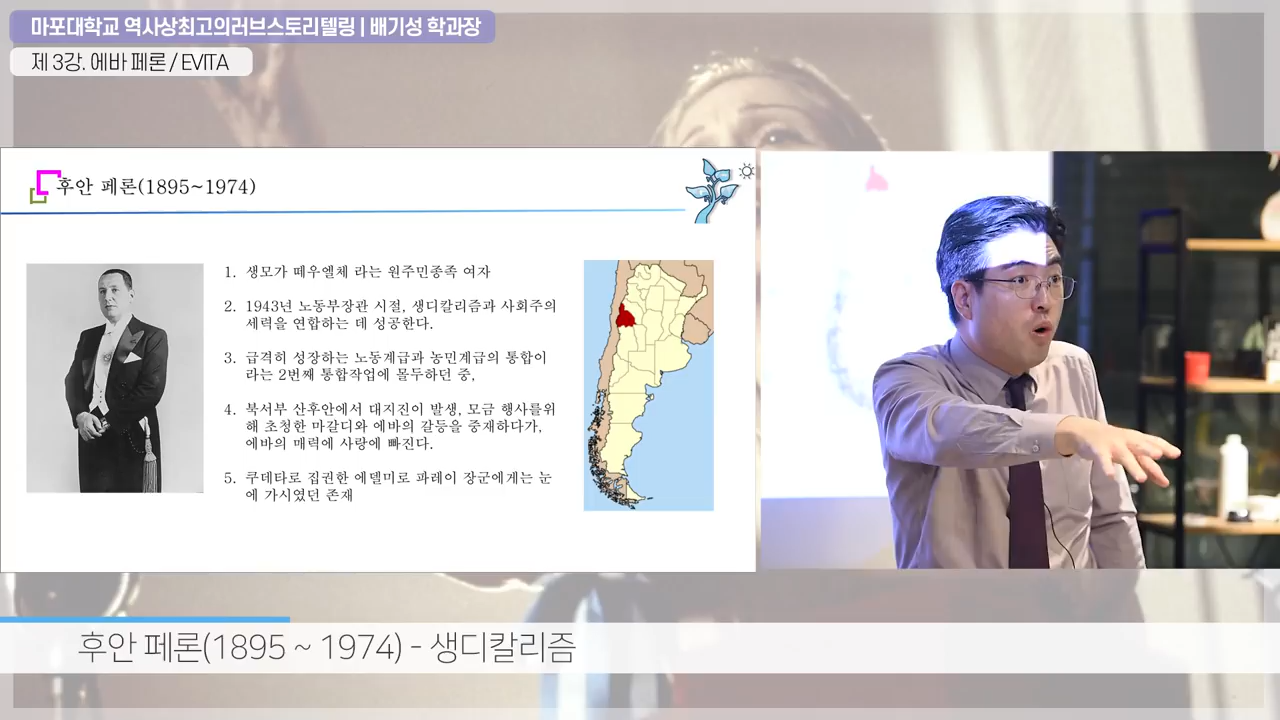 마포대학교 역사상최고의러브스토리텔링 | 배기성 학과장
제 3강. 에바 페론 / EVITA
후안 페론(1895~1974)
1. 생모가 떼우엘체 라는 원주민종족 여자
2. 1943년 노동부장관 시절, 생디칼리즘과 사회주의
세력을 연합하는 데 성공한다.
3. 급격히 성장하는 노동계급과 농민계급의 통합이
라는 2번째 통합작업에 몰두하던 중,
4. 북서부 산후안에서 대지진이 발생, 모금 행사를위
해 초청한 마갈디와 에바의 갈등을 중재하다가,
에바의 매력에 사랑에 빠진다.
5. 쿠데타로 집권한 에델미로 파레이 장군에게는 눈
에 가시였던 존재
후안 페론(1895 ~ 1974) - 생디칼리즘